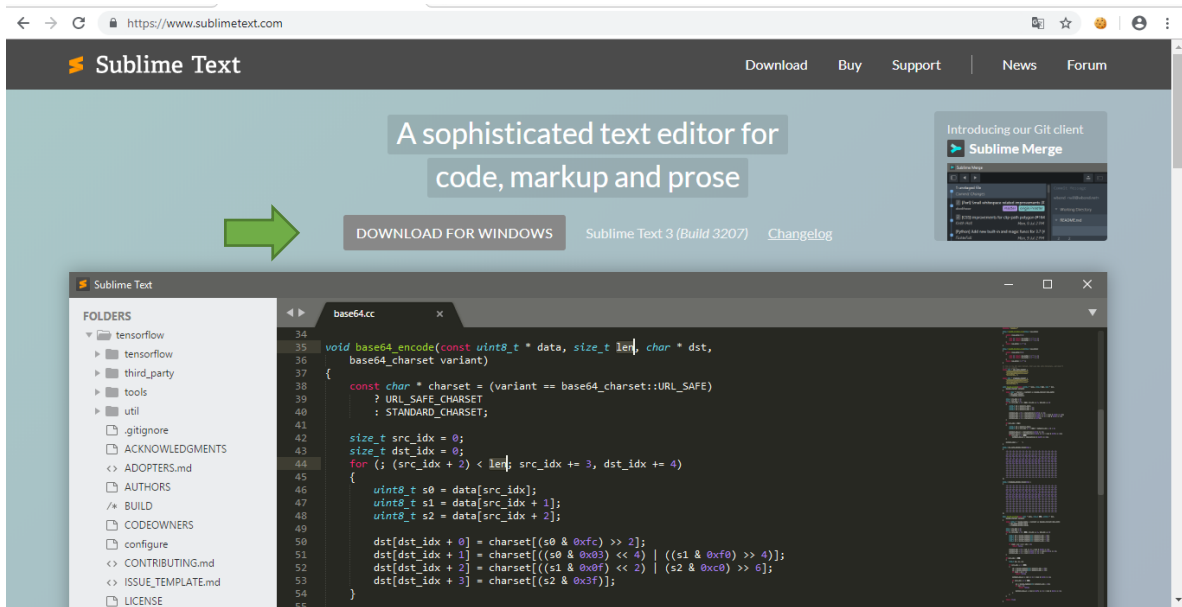 https://www.sublimetext.com
Sublime Text
Download Buy Support News Forum
A sophisticated text editor for
code, markup and prose
Introducing our Git client
Sublime Merge
DOWNLOAD FOR WINDOWS Sublime Text 3 (Build 3207) Changelog
Sublime Text
FOLDERS
tensorflow
tensorflow
third_party
tools
util
.gitignore
ACKNOWLEDGMENTS
<> ADOPTERS.md
AUTHORS
/* BUILD
CODEOWNERS
configure
<> CONTRIBUTING.md
<> ISSUE_TEMPLATE.md
LICENSE
base64.cc ×
34
35 void base64_encode(const uint8_t * data, size_t len, char * dst,
36 base64_charset variant)
37 {
38 const char * charset = (variant == base64_charset::URL_SAFE)
39 ? URL_SAFE_CHARSET
40 : STANDARD_CHARSET;
41
42 size_t src_idx = 0;
43 size_t dst_idx = 0;
44 for (; (src_idx + 2) < len; src_idx += 3, dst_idx += 4)
45 {
46 uint8_t s0 = data[src_idx];
47 uint8_t s1 = data[src_idx + 1];
48 uint8_t s2 = data[src_idx + 2];
49
50 dst[dst_idx + 0] = charset[(s0 & 0xfc) >> 2];
51 dst[dst_idx + 1] = charset[((s0 & 0x03) << 4) | ((s1 & 0xf0) >> 4)];
52 dst[dst_idx + 2] = charset[((s1 & 0x0f) << 2) | (s2 & 0xc0) >> 6];
53 dst[dst_idx + 3] = charset[(s2 & 0x3f)];
54 }
55